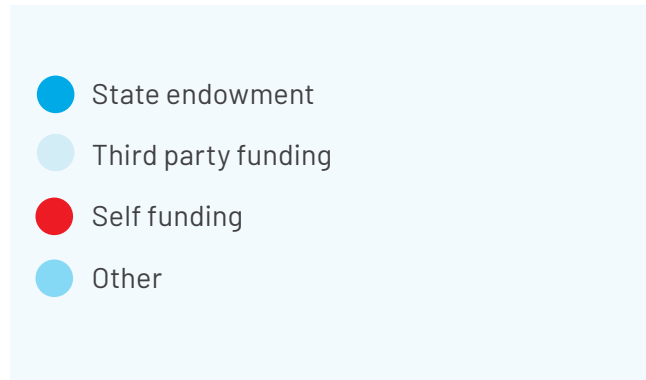 State endowment
Third party funding
Self funding
Other